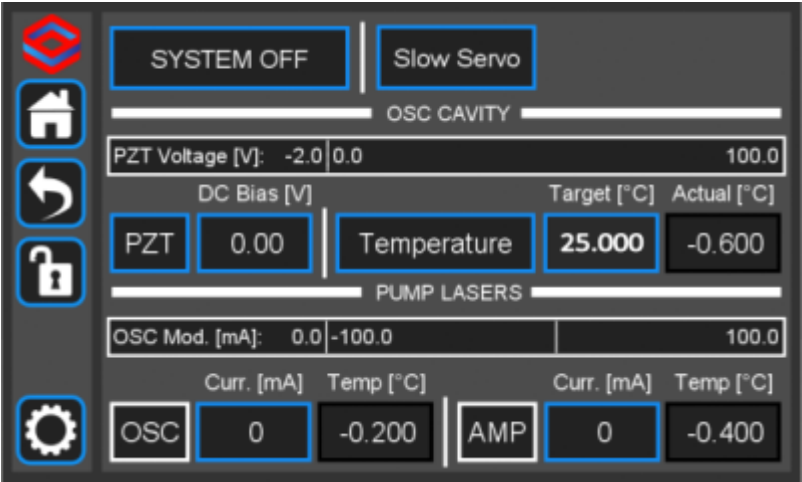 SYSTEM OFF Slow Servo
OSC CAVITY
PZT Voltage [V]: -2.0 0.0 100.0
DC Bias [V] Target [°C] Actual [°C]
PZT 0.00 Temperature 25.000 -0.600
PUMP LASERS
OSC Mod. [mA]: 0.0 -100.0 100.0
Curr. [mA] Temp [°C] Curr. [mA] Temp [°C]
OSC 0 -0.200 AMP 0 -0.400